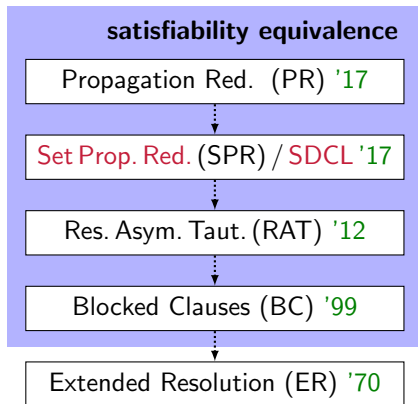 satisfiability equivalence
Propagation Red. (PR) '17
Set Prop. Red. (SPR) / SDCL '17
Res. Asym. Taut. (RAT) '12
Blocked Clauses (BC) '99
Extended Resolution (ER) '70